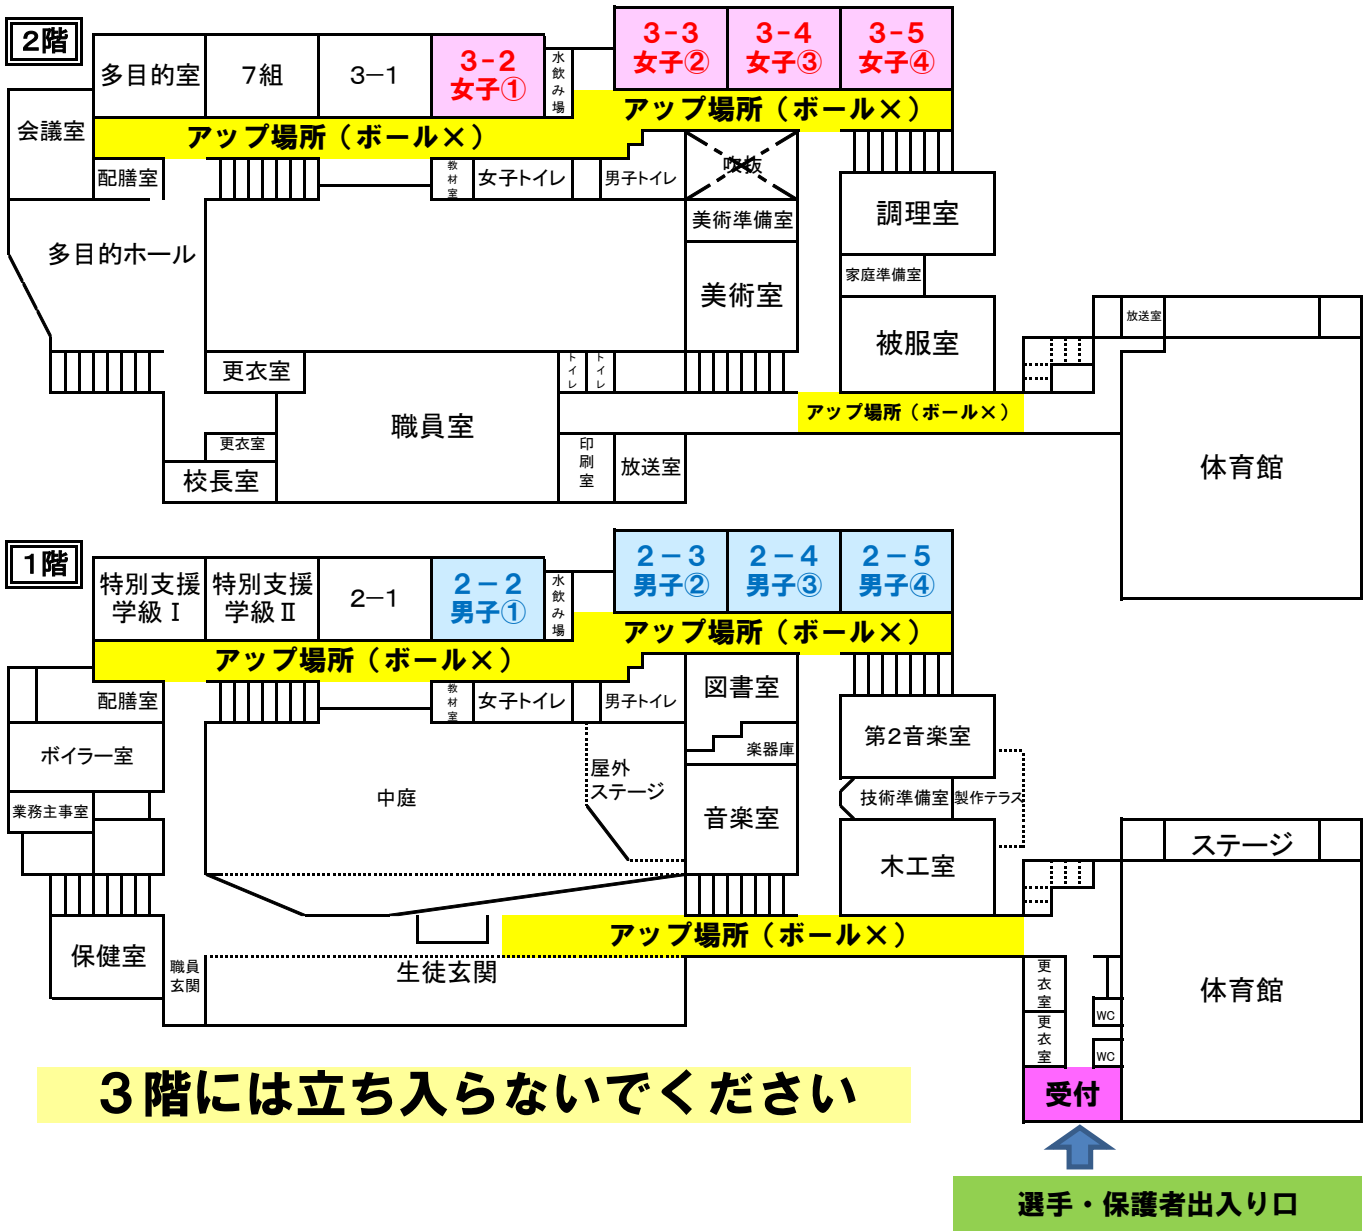 2階
多目的室
7組
3－1
3-2
女子①
水飲み場
3-3
女子②
3-4
女子③
3-5
女子④
アップ場所（ボール×）
アップ場所（ボール×）
会議室
配膳室
教材室
女子トイレ
男子トイレ
吹抜
美術準備室
調理室
多目的ホール
家庭準備室
美術室
被服室
放送室
更衣室
トイレ
トイレ
職員室
アップ場所（ボール×）
更衣室
校長室
印刷室
放送室
体育館
1階
特別支援
学級Ⅰ
特別支援
学級Ⅱ
2－1
2－2
男子①
水飲み場
2－3
男子②
2－4
男子③
2－5
男子④
アップ場所（ボール×）
アップ場所（ボール×）
配膳室
教材室
女子トイレ
男子トイレ
図書室
第2音楽室
ボイラー室
楽器庫
屋外
ステージ
中庭
業務主事室
音楽室
技術準備室
製作テラス
木工室
ステージ
アップ場所（ボール×）
保健室
職員
玄関
生徒玄関
更衣室
更衣室
WC
WC
体育館
受付
3階には立ち入らないでください
選手・保護者出入り口